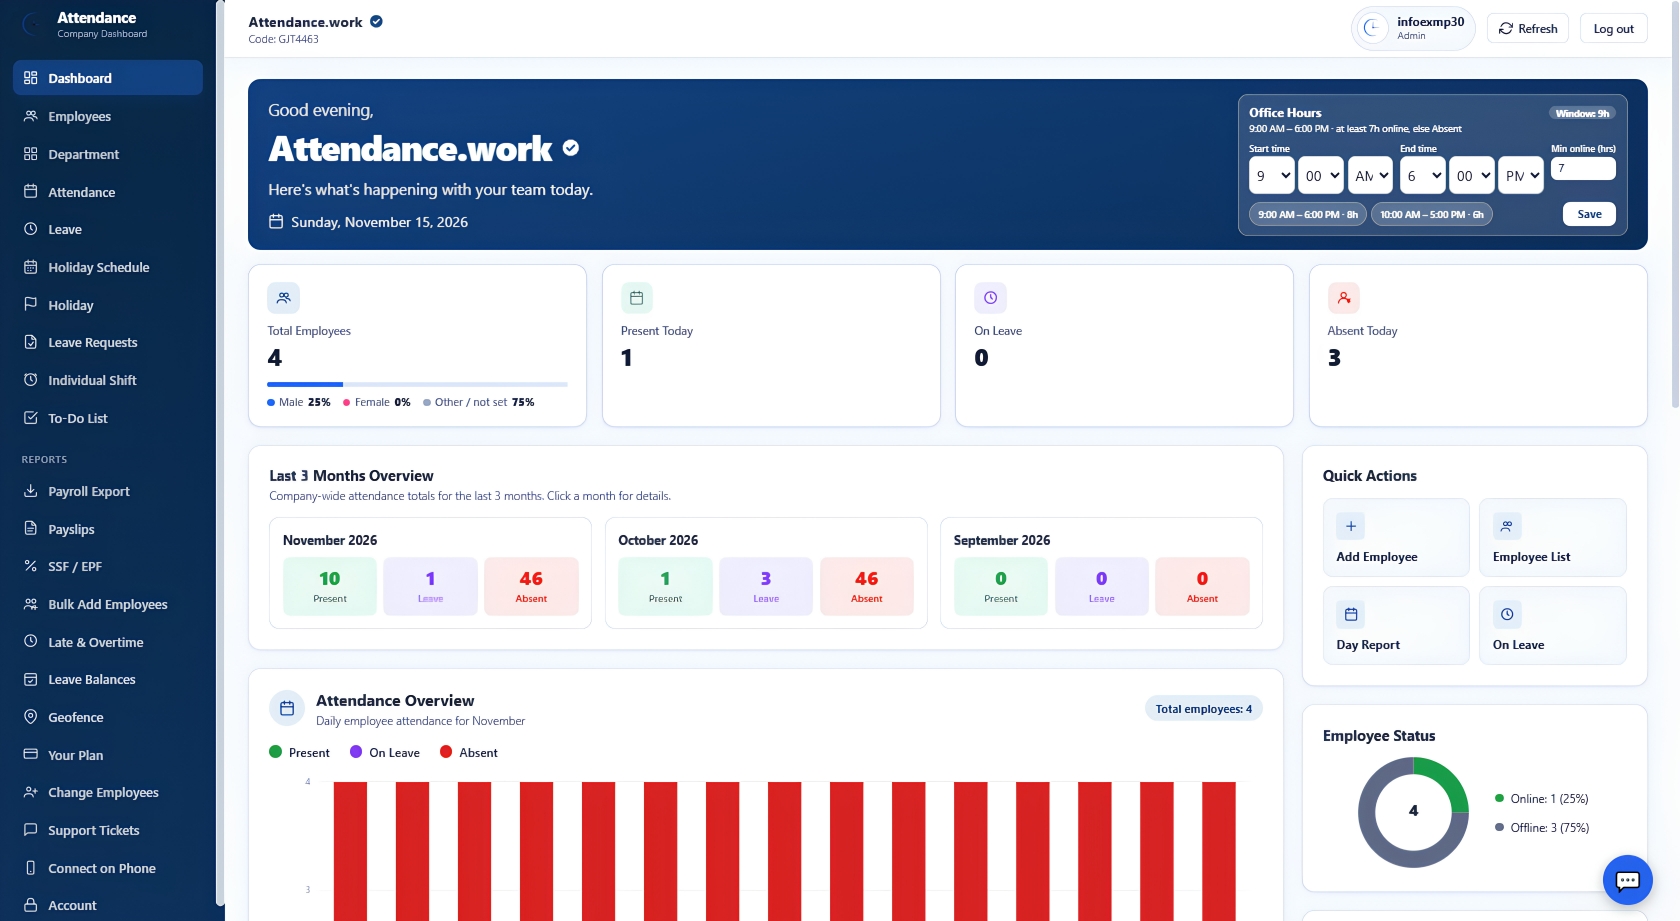 Attendance
Company Dashboard
Dashboard
Employees
Department
Attendance
Leave
Holiday Schedule
Holiday
Leave Requests
Individual Shift
To-Do List
REPORTS
Payroll Export
Payslips
SSF / EPF
Bulk Add Employees
Late & Overtime
Leave Balances
Geofence
Your Plan
Change Employees
Support Tickets
Connect on Phone
Account
Attendance.work
Code: GJT4463
infoexmp30
Admin
Refresh
Log out
Good evening,
Attendance.work
Here's what's happening with your team today.
Sunday, November 15, 2026
Office Hours
Window: 9h
9:00 AM – 6:00 PM · at least 7h online, else Absent
Start time End time Min online (hrs)
9 00 AM 6 00 PM 7
9:00 AM – 6:00 PM · 8h 10:00 AM – 5:00 PM · 6h Save
Total Employees
4
Male 25% Female 0% Other / not set 75%
Present Today
1
On Leave
0
Absent Today
3
Last 3 Months Overview
Company-wide attendance totals for the last 3 months. Click a month for details.
November 2026
10 1 46
Present Leave Absent
October 2026
1 3 46
Present Leave Absent
September 2026
0 0 0
Present Leave Absent
Quick Actions
Add Employee
Employee List
Day Report
On Leave
Attendance Overview
Daily employee attendance for November
Total employees: 4
Present On Leave Absent
4
3
Employee Status
4
Online: 1 (25%)
Offline: 3 (75%)